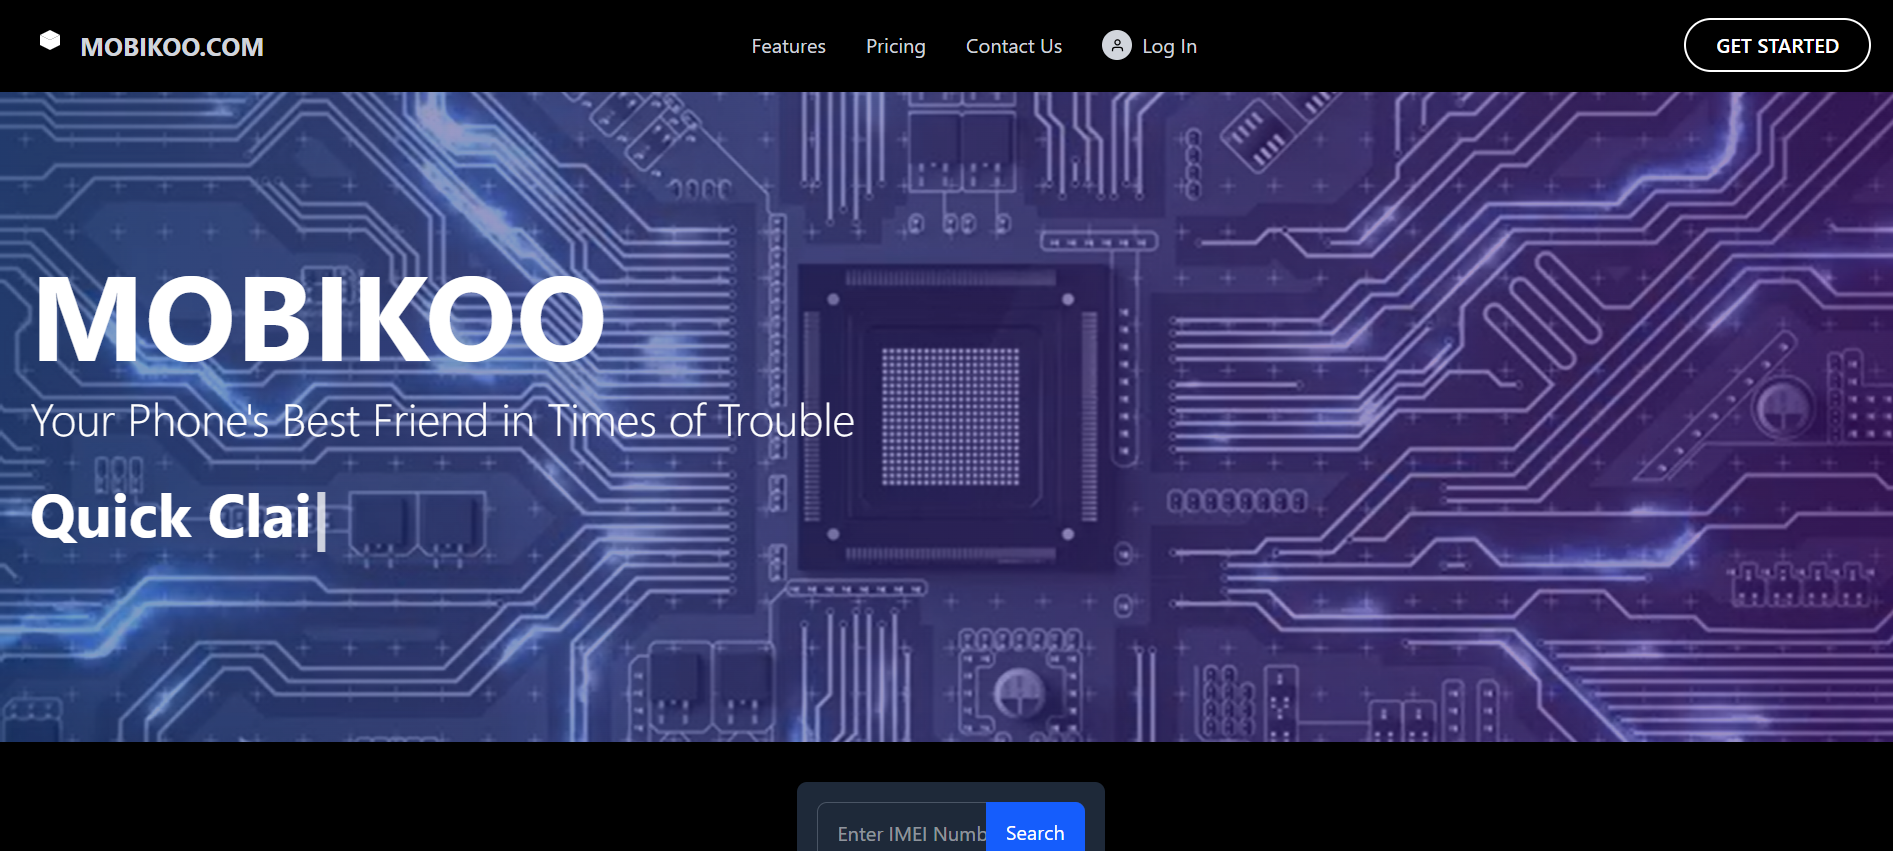 MOBIKOO.COM
Features
Pricing
Contact Us
Log In
GET STARTED
MOBIKOO
Your Phone's Best Friend in Times of Trouble
Quick Clai
Enter IMEI Numb
Search